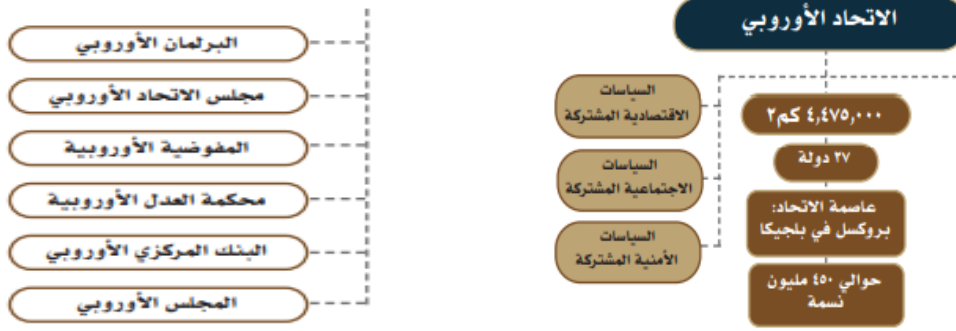 الاتحاد الأوروبي
٤,٤٧٥,٠٠٠ كم٢
٢٧ دولة
عاصمة الاتحاد:
بروكسل في بلجيكا
حوالي ٤٥٠ مليون
نسمة
السياسات
الاقتصادية المشتركة
السياسات
الاجتماعية المشتركة
السياسات
الأمنية المشتركة
البرلمان الأوروبي
مجلس الاتحاد الأوروبي
المفوضية الأوروبية
محكمة العدل الأوروبية
البنك المركزي الأوروبي
المجلس الأوروبي